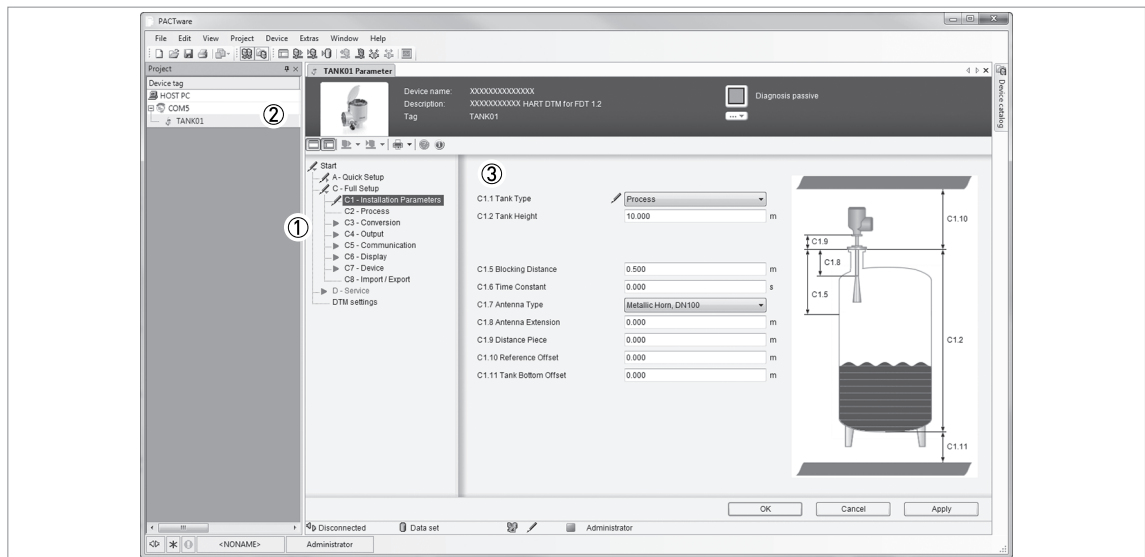 PACTware
File Edit View Project Device Extras Window Help
Project
Device tag
HOST PC
COM5
TANK01
②
TANK01 Parameter
Device name: XXXXXXXXXXXXXX
Description: XXXXXXXXXXX HART DTM for FDT 1.2
Tag TANK01
Diagnosis passive
Device catalog
Start
A- Quick Setup
C - Full Setup
C1 - Installation Parameters
C2 - Process
C3 - Conversion
C4 - Output
C5 - Communication
C6 - Display
C7 - Device
C8 - Import / Export
D - Service
DTM settings
①
③
C1.1 Tank Type Process
C1.2 Tank Height 10.000 m
C1.5 Blocking Distance 0.500 m
C1.6 Time Constant 0.000 s
C1.7 Antenna Type Metallic Horn, DN100
C1.8 Antenna Extension 0.000 m
C1.9 Distance Piece 0.000 m
C1.10 Reference Offset 0.000 m
C1.11 Tank Bottom Offset 0.000 m
C1.10
C1.9
C1.8
C1.5
C1.2
C1.11
OK Cancel Apply
Disconnected Data set Administrator
<NONAME> Administrator